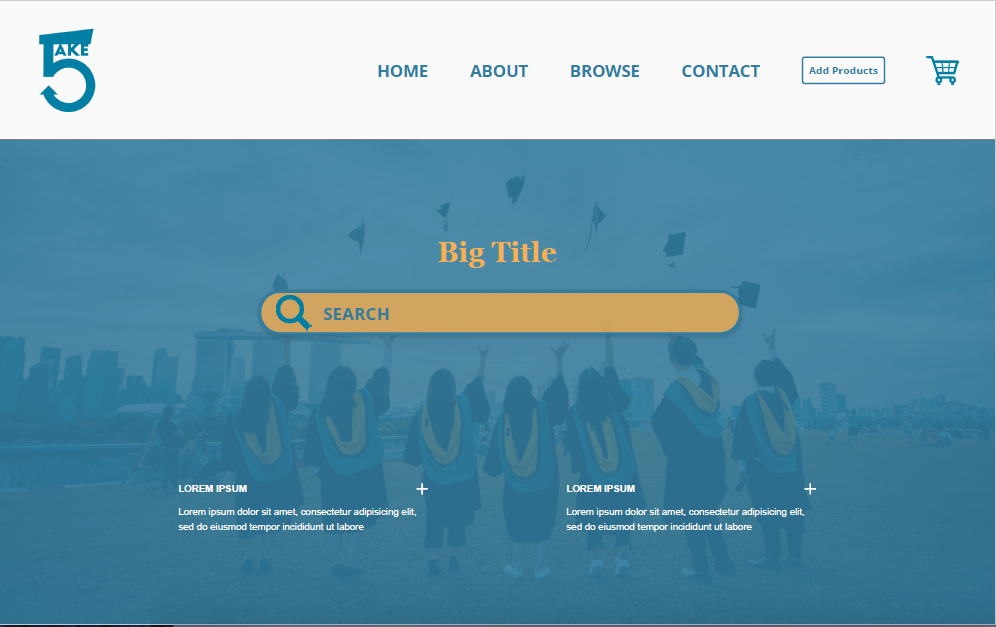 TAKE
5
HOME
ABOUT
BROWSE
CONTACT
Add Products
Big Title
SEARCH
LOREM IPSUM
Lorem ipsum dolor sit amet, consectetur adipisicing elit,
sed do eiusmod tempor incididunt ut labore
LOREM IPSUM
Lorem ipsum dolor sit amet, consectetur adipisicing elit,
sed do eiusmod tempor incididunt ut labore